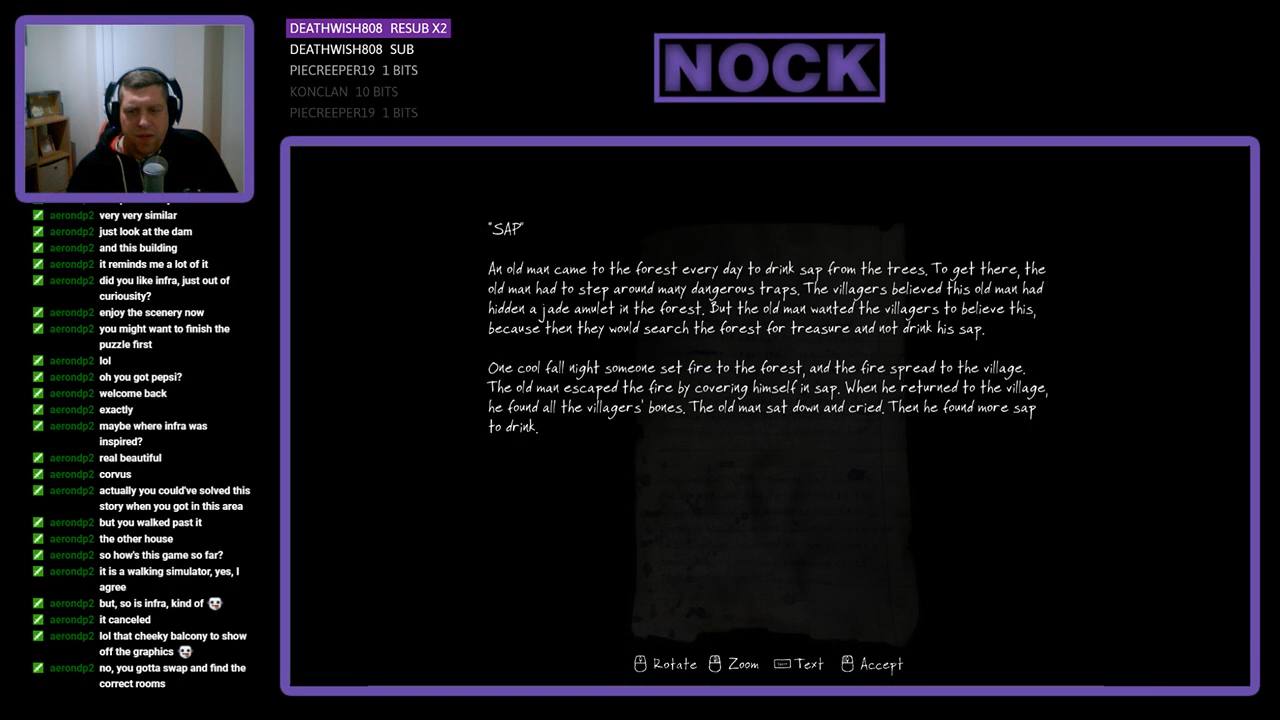 DEATHWISH808 RESUB X2
DEATHWISH808 SUB
PIECREEPER19 1 BITS
KONCLAN 10 BITS
PIECREEPER19 1 BITS
NOCK
aerondp2 very very similar
aerondp2 just look at the dam
aerondp2 and this building
aerondp2 it reminds me a lot of it
aerondp2 did you like infra, just out of
curiousity?
aerondp2 enjoy the scenery now
aerondp2 you might want to finish the
puzzle first
aerondp2 lol
aerondp2 oh you got pepsi?
aerondp2 welcome back
aerondp2 exactly
aerondp2 maybe where infra was
inspired?
aerondp2 real beautiful
aerondp2 corvus
aerondp2 actually you could've solved this
story when you got in this area
aerondp2 but you walked past it
aerondp2 the other house
aerondp2 so how's this game so far?
aerondp2 it is a walking simulator, yes, I
agree
aerondp2 but, so is infra, kind of
aerondp2 it canceled
aerondp2 lol that cheeky balcony to show
off the graphics
aerondp2 no, you gotta swap and find the
correct rooms
"SAP"
An old man came to the forest every day to drink sap from the trees. To get there, the
old man had to step around many dangerous traps. The villagers believed this old man had
hidden a jade amulet in the forest. But the old man wanted the villagers to believe this,
because then they would search the forest for treasure and not drink his sap.
One cool fall night someone set fire to the forest, and the fire spread to the village.
The old man escaped the fire by covering himself in sap. When he returned to the village,
he found all the villagers' bones. The old man sat down and cried. Then he found more sap
to drink.
Rotate Zoom Text Accept